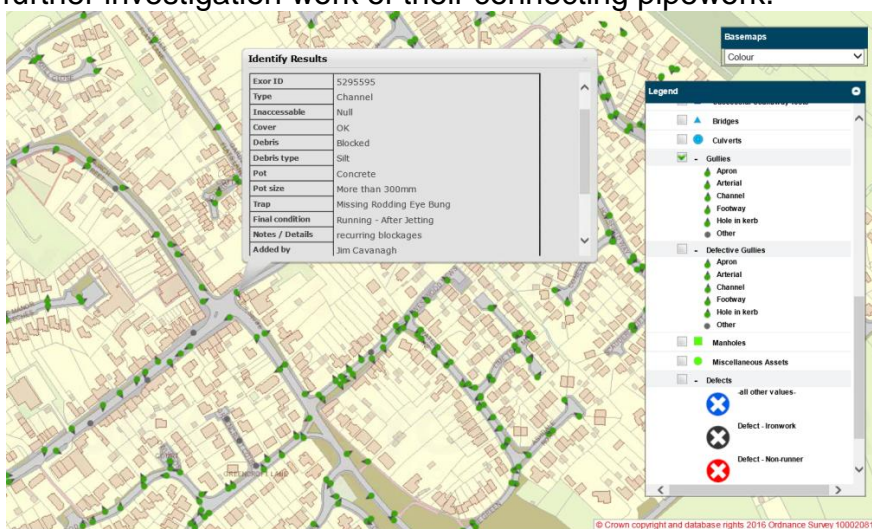 further investigation work of their connecting pipework.
Basemaps
Colour
Identify Results
Exor ID 5295595
Type Channel
Inaccessable Null
Cover OK
Debris Blocked
Debris type Silt
Pot Concrete
Pot size More than 300mm
Trap Missing Rodding Eye Bung
Final condition Running - After Jetting
Notes / Details recurring blockages
Added by Jim Cavanagh
Legend
Bridges
Culverts
- Gullies
Apron
Arterial
Channel
Footway
Hole in kerb
Other
- Defective Gullies
Apron
Arterial
Channel
Footway
Hole in kerb
Other
Manholes
Miscellaneous Assets
- Defects
-all other values-
Defect - Ironwork
Defect - Non-runner
© Crown copyright and database rights 2016 Ordnance Survey 10002081